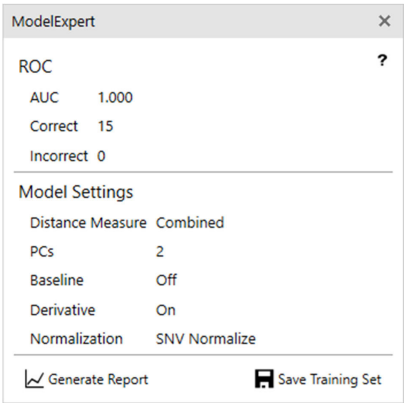 ModelExpert ×
ROC ?
AUC 1.000
Correct 15
Incorrect 0
Model Settings
Distance Measure Combined
PCs 2
Baseline Off
Derivative On
Normalization SNV Normalize
Generate Report Save Training Set